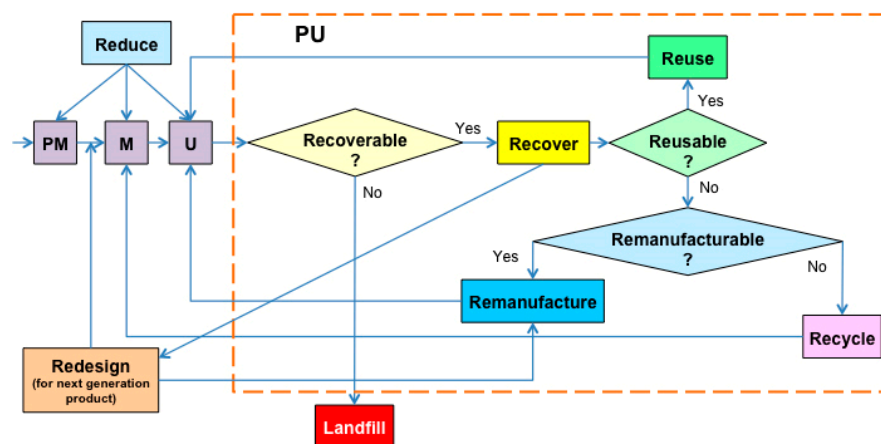 PU
Reduce
Reuse
Yes
PM
M
U
Recoverable
?
Yes
Recover
Reusable
?
No
No
Remanufacturable
?
Yes
No
Remanufacture
Recycle
Redesign
(for next generation
product)
Landfill